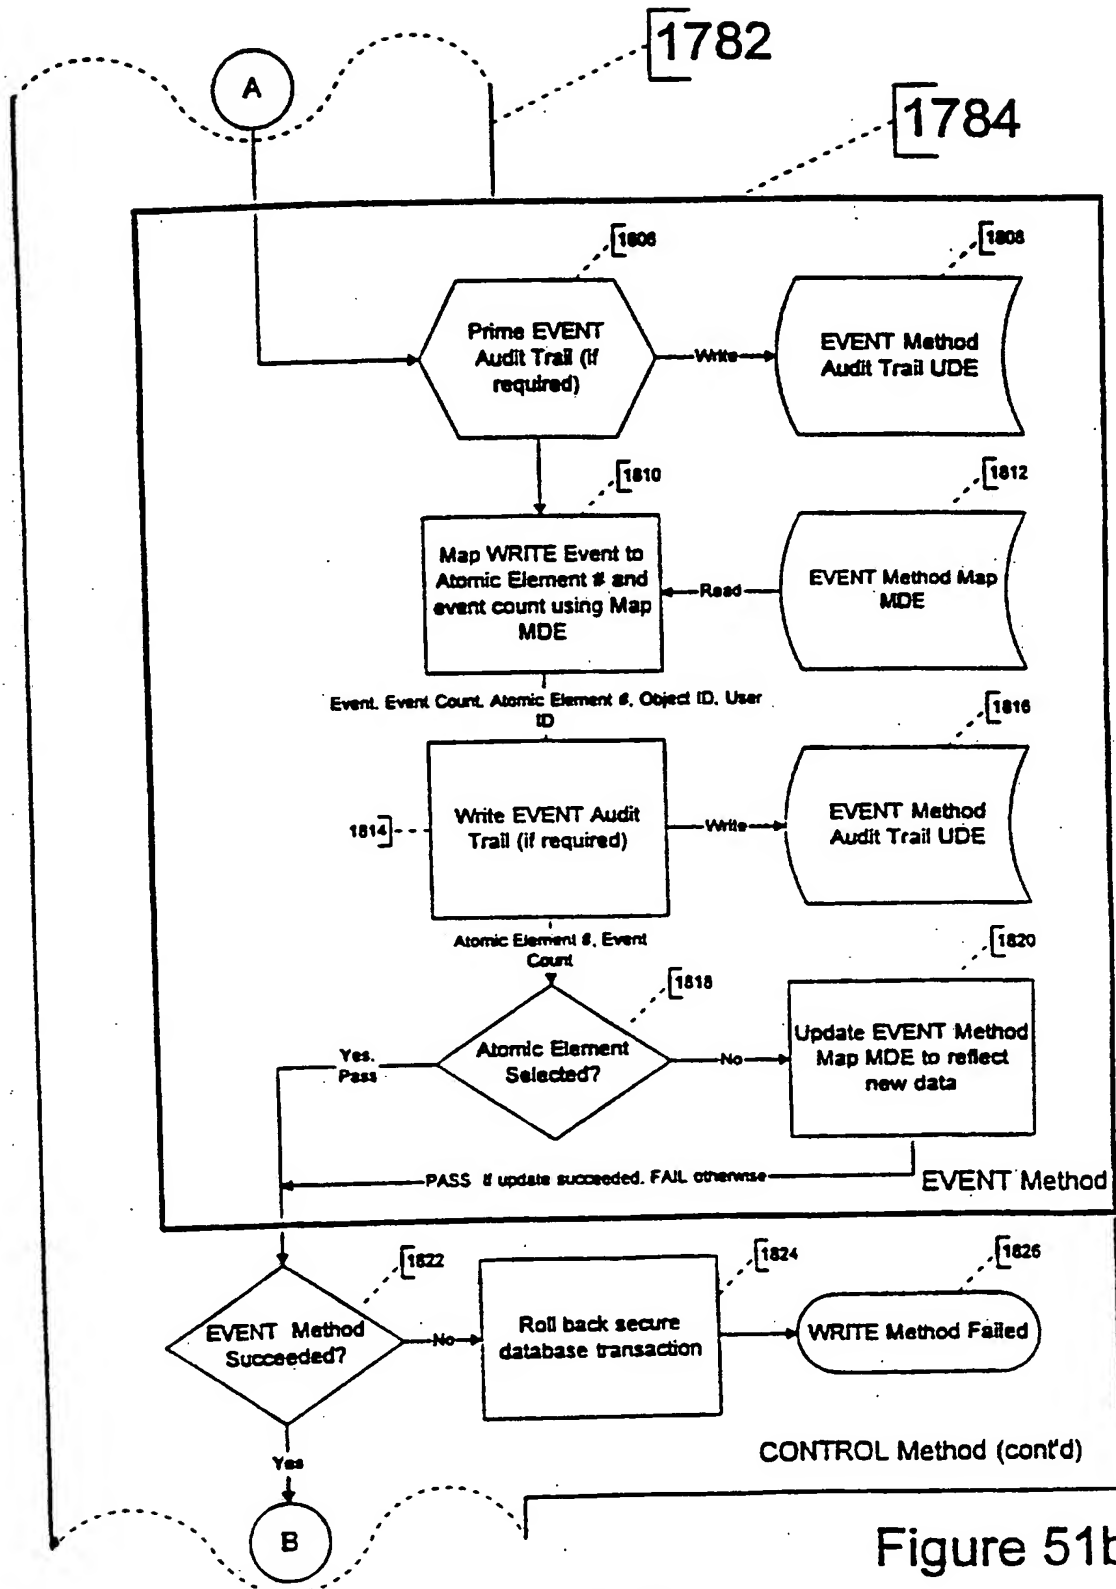 1782
A
1784
1806
1808
Prime EVENT
Audit Trail (if
required)
Write
EVENT Method
Audit Trail UDE
1810
1812
Map WRITE Event to
Atomic Element # and
event count using Map
MDE
Read
EVENT Method Map
MDE
Event, Event Count, Atomic Element #, Object ID, User
ID
1816
1814
Write EVENT Audit
Trail (if required)
Write
EVENT Method
Audit Trail UDE
Atomic Element #, Event
Count
1818
1820
Yes,
Pass
Atomic Element
Selected?
No
Update EVENT Method
Map MDE to reflect
new data
PASS if update succeeded, FAIL otherwise
EVENT Method
1822
1824
1826
EVENT Method
Succeeded?
No
Roll back secure
database transaction
WRITE Method Failed
Yes
CONTROL Method (cont'd)
B
Figure 51b